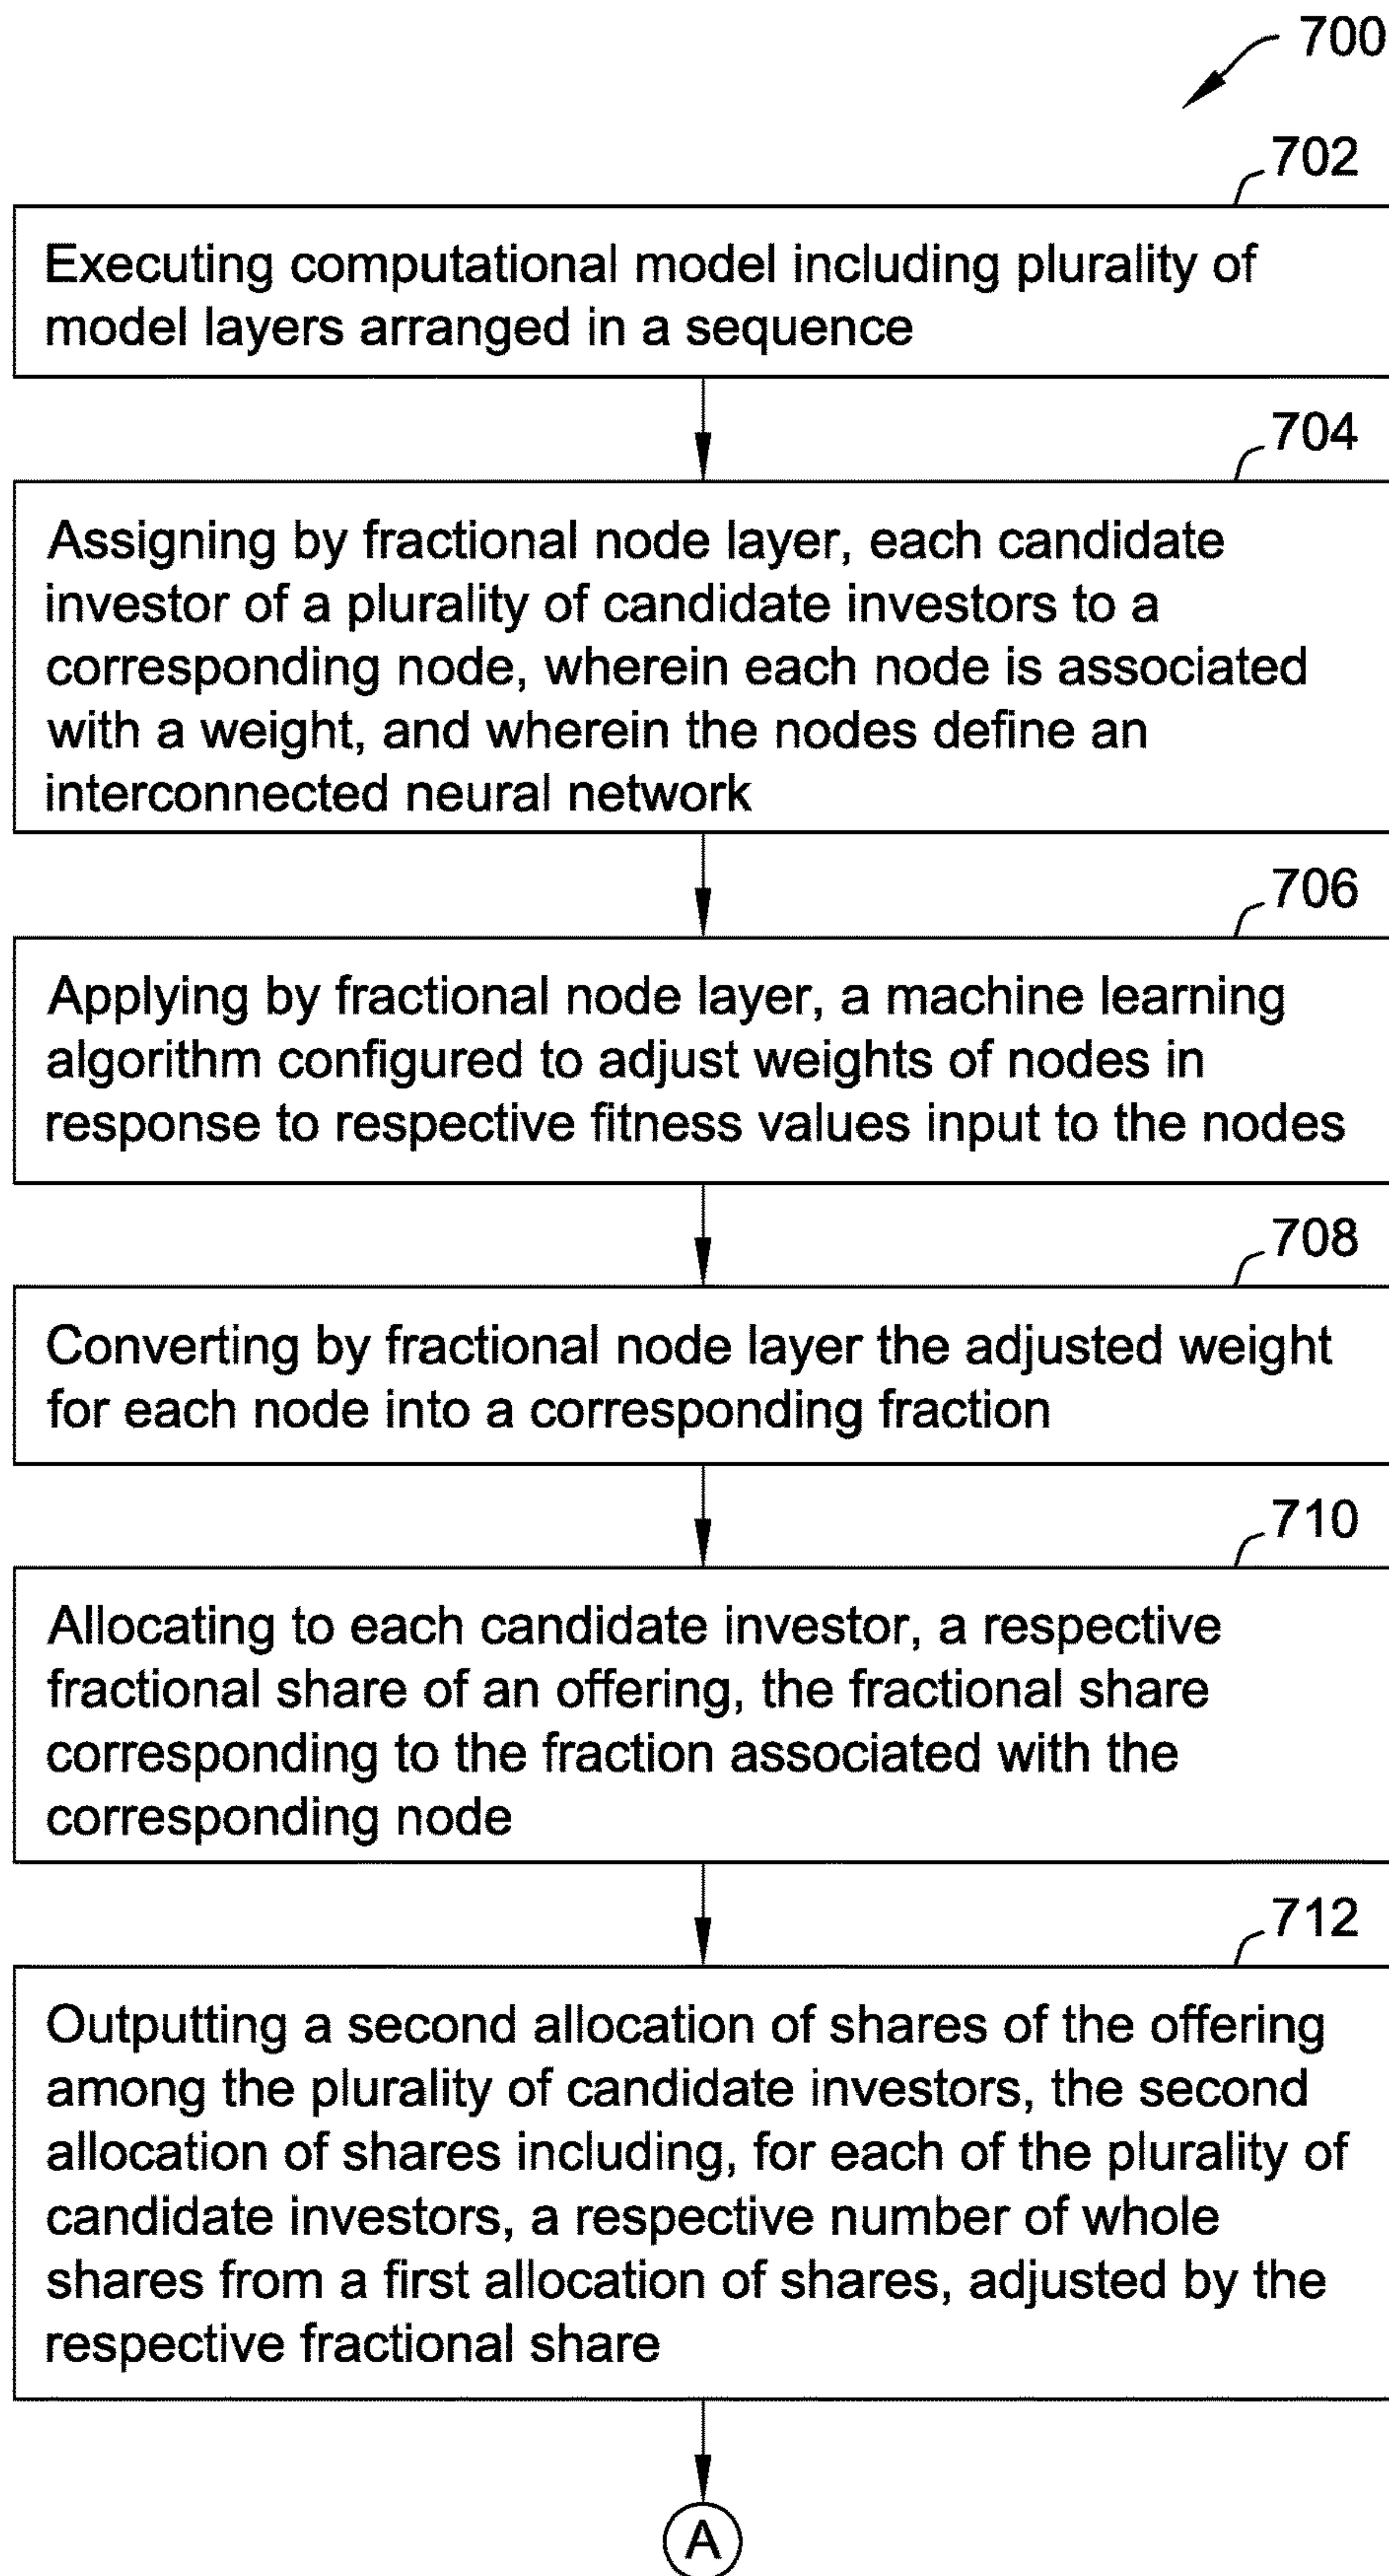 700
702
Executing computational model including plurality of
model layers arranged in a sequence
704
Assigning by fractional node layer, each candidate
investor of a plurality of candidate investors to a
corresponding node, wherein each node is associated
with a weight, and wherein the nodes define an
interconnected neural network
706
Applying by fractional node layer, a machine learning
algorithm configured to adjust weights of nodes in
response to respective fitness values input to the nodes
708
Converting by fractional node layer the adjusted weight
for each node into a corresponding fraction
710
Allocating to each candidate investor, a respective
fractional share of an offering, the fractional share
corresponding to the fraction associated with the
corresponding node
712
Outputting a second allocation of shares of the offering
among the plurality of candidate investors, the second
allocation of shares including, for each of the plurality of
candidate investors, a respective number of whole
shares from a first allocation of shares, adjusted by the
respective fractional share
A